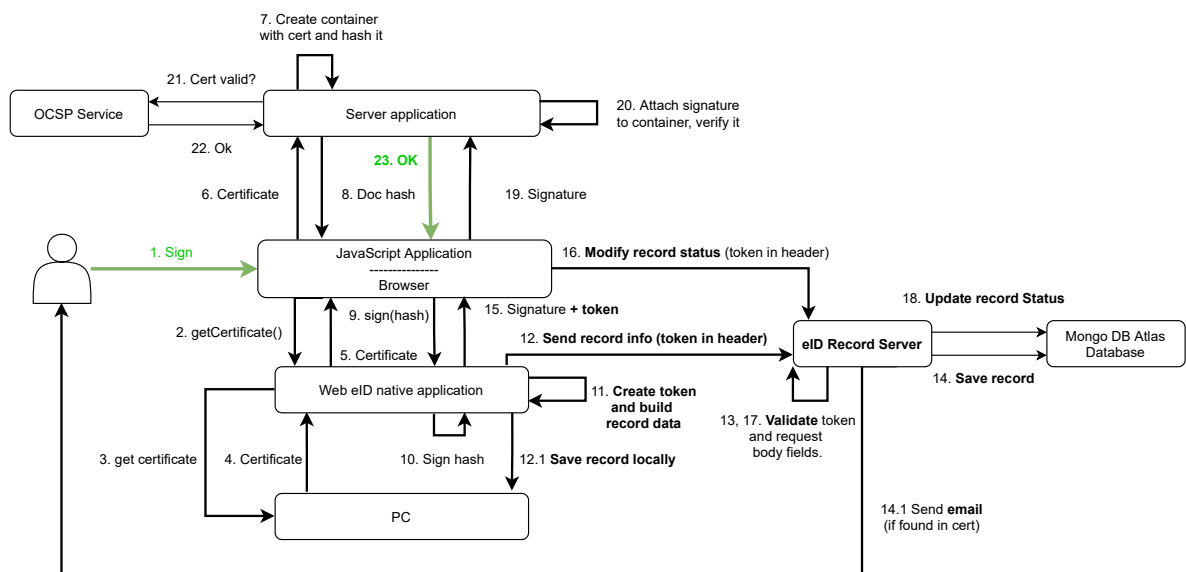 7. Create container
with cert and hash it
21. Cert valid?
OCSP Service
Server application
20. Attach signature
to container, verify it
22. Ok
23. OK
6. Certificate
8. Doc hash
19. Signature
1. Sign
JavaScript Application
---------------
Browser
16. Modify record status (token in header)
18. Update record Status
2. getCertificate()
9. sign(hash)
15. Signature + token
12. Send record info (token in header)
eID Record Server
Mongo DB Atlas
Database
5. Certificate
14. Save record
Web eID native application
11. Create token
and build
record data
13, 17. Validate token
and request
body fields.
3. get certificate
4. Certificate
10. Sign hash
12.1 Save record locally
PC
14.1 Send email
(if found in cert)